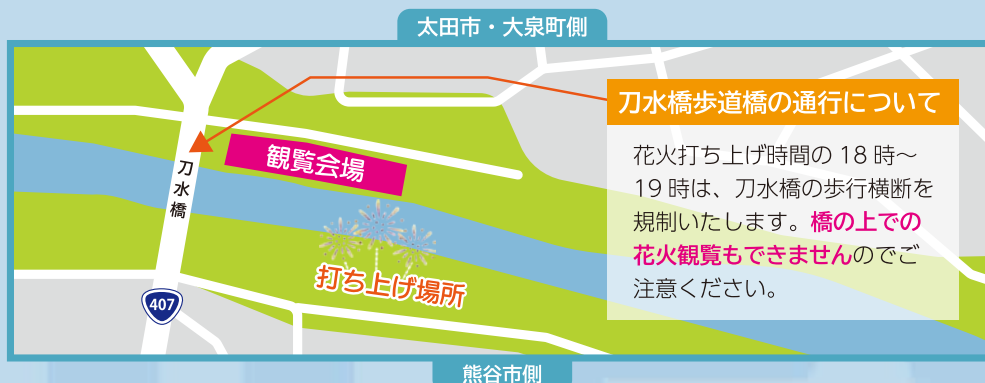 太田市・大泉町側
刀水橋歩道橋の通行について
花火打ち上げ時間の 18 時〜
19 時は、刀水橋の歩行横断を
規制いたします。橋の上での
花火観覧もできませんのでご
注意ください。
観覧会場
刀水橋
打ち上げ場所
407
熊谷市側